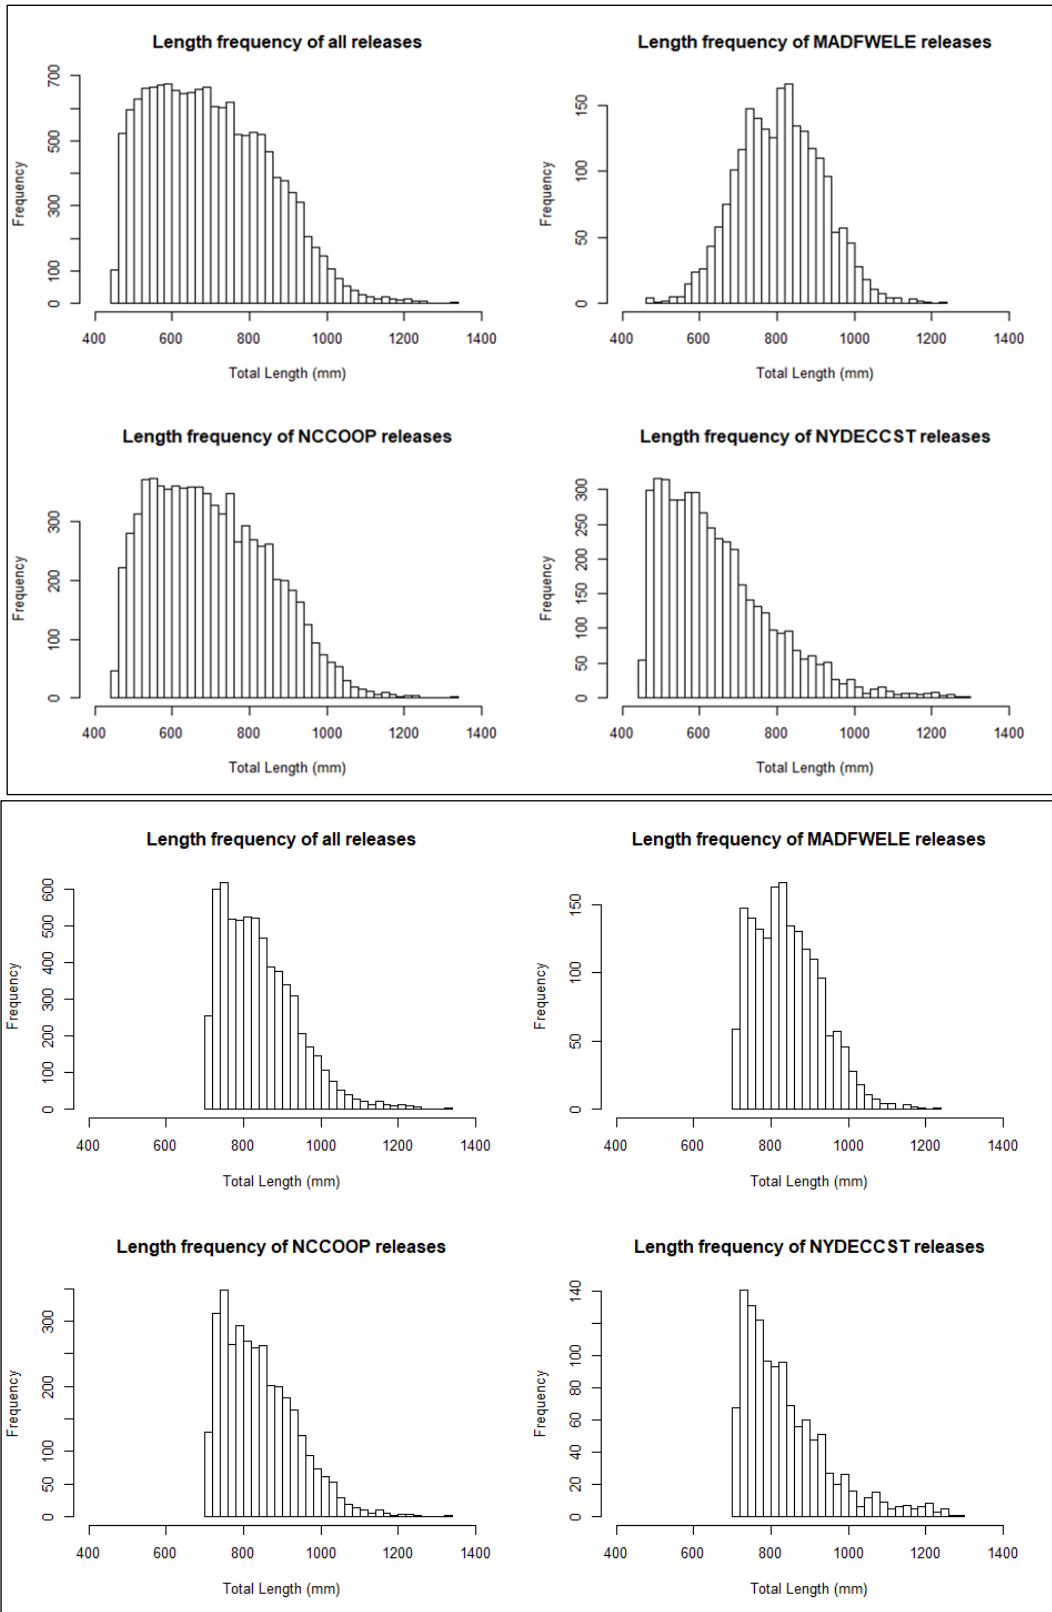 Length frequency of all releases
Frequency
0 100 300 500 700
400 600 800 1000 1200 1400
Total Length (mm)
Length frequency of MADFWELE releases
Frequency
0 50 100 150
400 600 800 1000 1200 1400
Total Length (mm)
Length frequency of NCCOOP releases
Frequency
0 100 200 300
400 600 800 1000 1200 1400
Total Length (mm)
Length frequency of NYDECCST releases
Frequency
0 50 100 150 200 250 300
400 600 800 1000 1200 1400
Total Length (mm)
Length frequency of all releases
Frequency
0 100 200 300 400 500 600
400 600 800 1000 1200 1400
Total Length (mm)
Length frequency of MADFWELE releases
Frequency
0 50 100 150
400 600 800 1000 1200 1400
Total Length (mm)
Length frequency of NCCOOP releases
Frequency
0 50 100 200 300
400 600 800 1000 1200 1400
Total Length (mm)
Length frequency of NYDECCST releases
Frequency
0 20 40 60 80 100 140
400 600 800 1000 1200 1400
Total Length (mm)